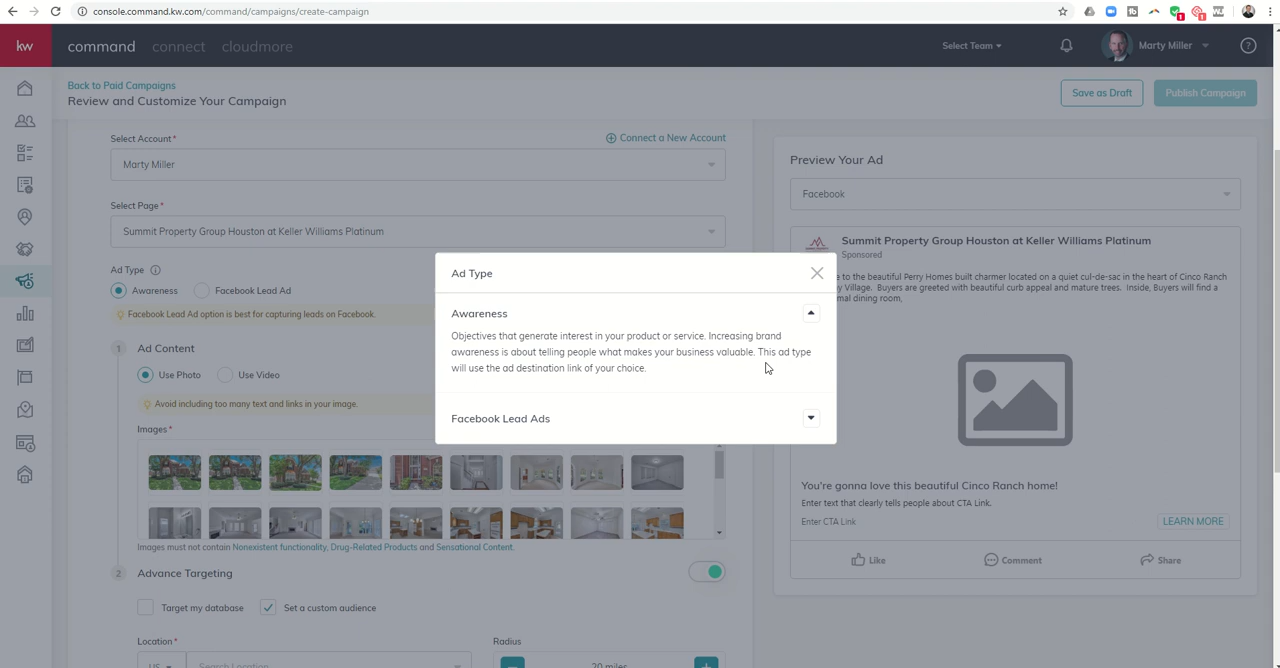 console.command.kw.com/command/campaigns/create-campaign
kw
command
connect
cloudmore
Select Team
Marty Miller
Back to Paid Campaigns
Review and Customize Your Campaign
Save as Draft
Publish Campaign
Select Account*
Connect a New Account
Marty Miller
Select Page*
Summit Property Group Houston at Keller Williams Platinum
Ad Type
Awareness
Facebook Lead Ad
Facebook Lead Ad option is best for capturing leads on Facebook.
1 Ad Content
Use Photo
Use Video
Avoid including too many text and links in your image.
Images*
Images must not contain Nonexistent functionality, Drug-Related Products and Sensational Content.
2 Advance Targeting
Target my database
Set a custom audience
Location*
Radius
US
Search Location
20 miles
Ad Type
Awareness
Objectives that generate interest in your product or service. Increasing brand
awareness is about telling people what makes your business valuable. This ad type
will use the ad destination link of your choice.
Facebook Lead Ads
Preview Your Ad
Facebook
Summit Property Group Houston at Keller Williams Platinum
Sponsored
e to the beautiful Perry Homes built charmer located on a quiet cul-de-sac in the heart of Cinco Ranch
y Village. Buyers are greeted with beautiful curb appeal and mature trees. Inside, Buyers will find a
mal dining room,
You're gonna love this beautiful Cinco Ranch home!
Enter text that clearly tells people about CTA Link.
Enter CTA Link
LEARN MORE
Like
Comment
Share